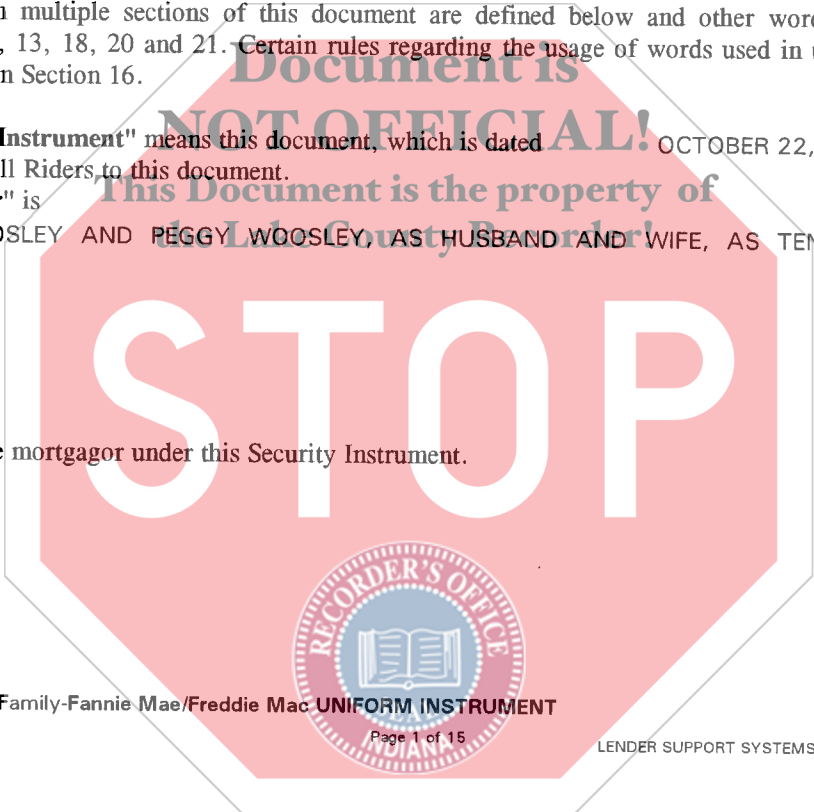 multiple sections of this document are defined below and other
, 13, 18, 20 and 21. Certain rules regarding the usage of words used in
Section 16.
Document is
Instrument" means this document, which is dated OCTOBER 22,
NOT OFFICIAL!
Riders to this document.
This Document is the property of
" is
the Lake County Recorder!
AND PEGGY WOOSLEY, AS HUSBAND AND WIFE, AS
STOP
mortgagor under this Security Instrument.
RECORDER'S OFFICE
Family-Fannie Mae/Freddie Mac UNIFORM INSTRUMENT
Page 1 of 15
INDIANA
LENDER SUPPORT SYSTEMS